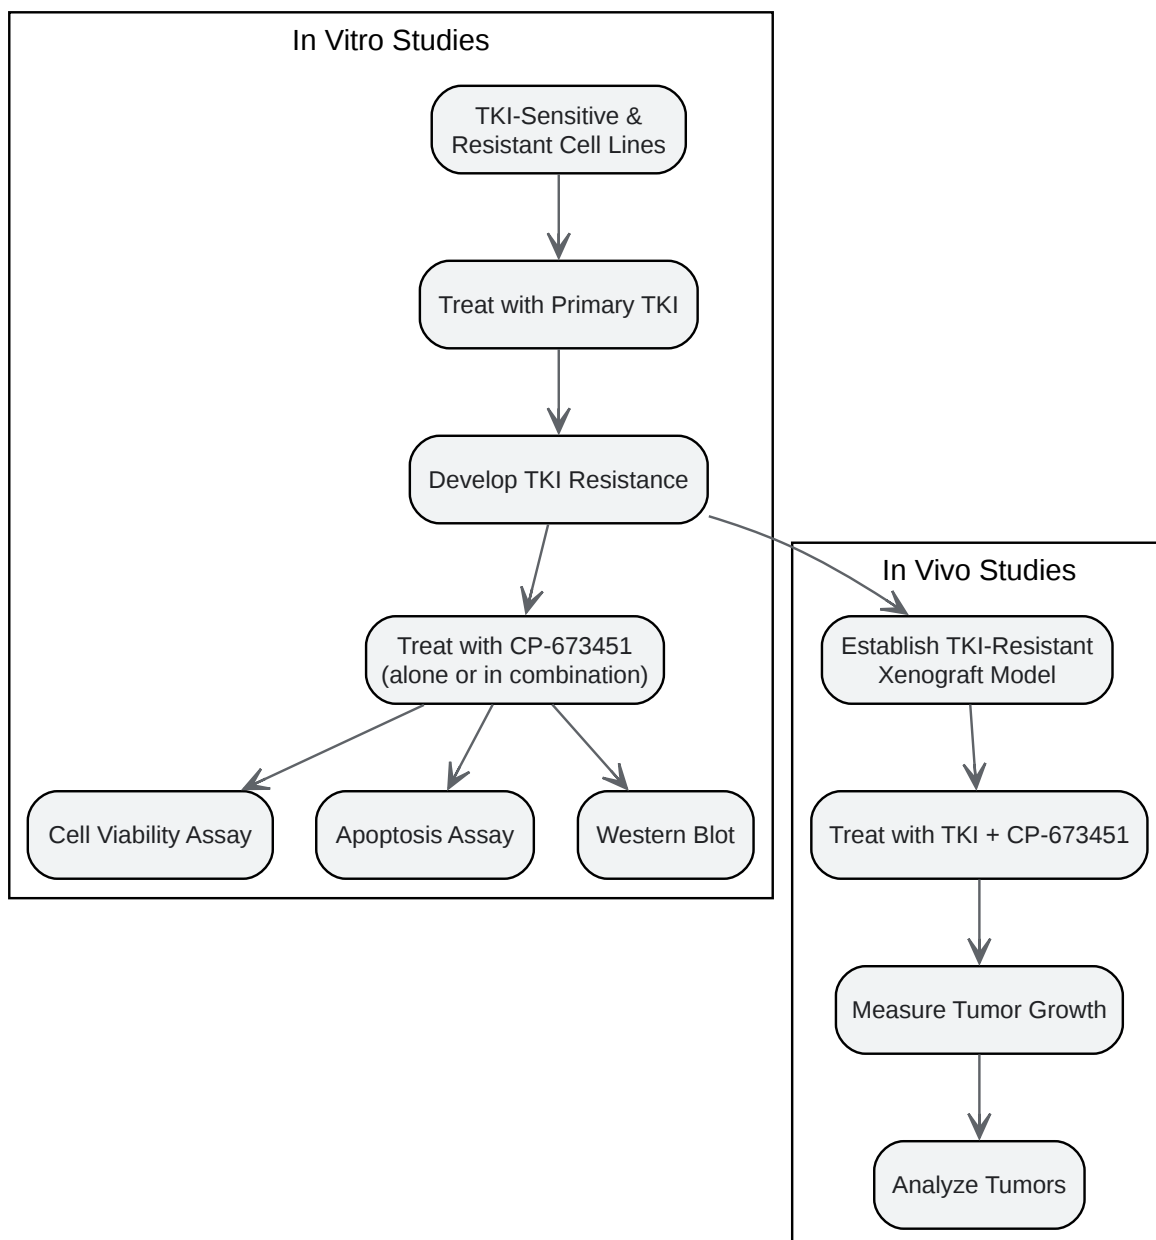 In Vitro Studies
TKI-Sensitive &
Resistant Cell Lines
Treat with Primary TKI
Develop TKI Resistance
Treat with CP-673451
(alone or in combination)
Cell Viability Assay
Apoptosis Assay
Western Blot
In Vivo Studies
Establish TKI-Resistant
Xenograft Model
Treat with TKI + CP-673451
Measure Tumor Growth
Analyze Tumors